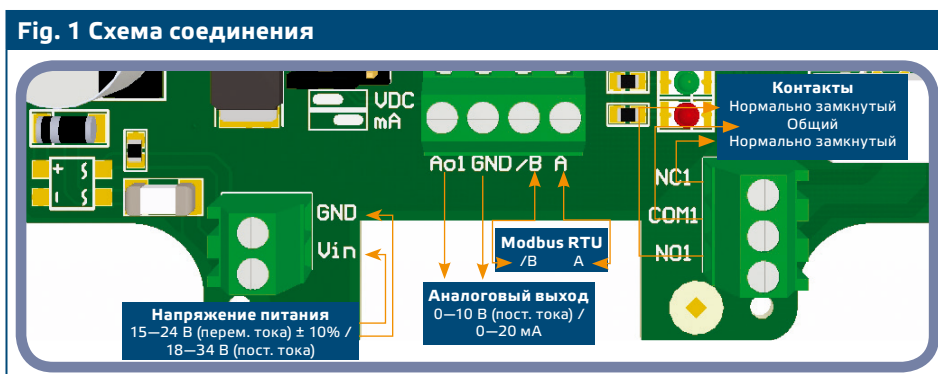 Fig. 1 Схема соединения
VDC
mA
Ao1 GND /B A
+ S
- S
GND
Vin
Напряжение питания
15—24 В (перем. тока) ± 10% /
18—34 В (пост. тока)
Modbus RTU
/B A
Аналоговый выход
0—10 В (пост. тока) /
0—20 мА
Контакты
Нормально замкнутый
Общий
Нормально замкнутый
NC1
COM1
NO1